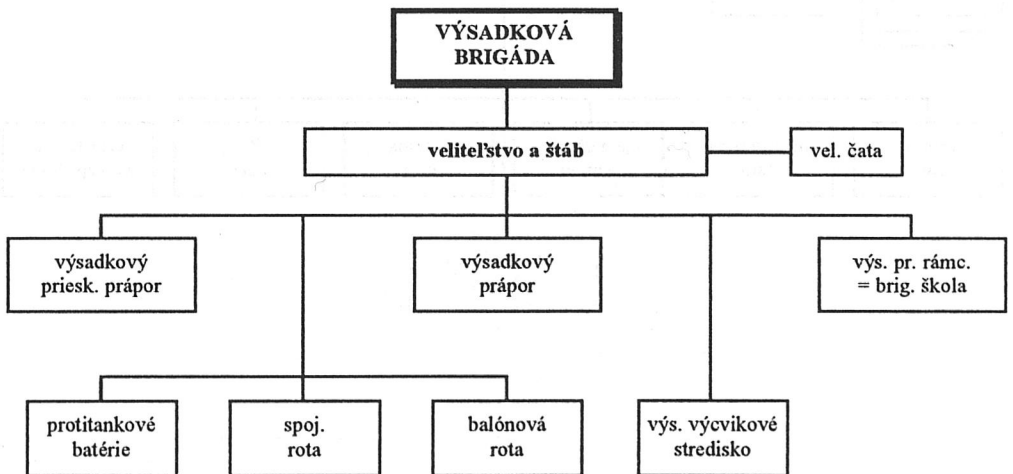 VÝSADKOVÁ
BRIGÁDA
veliteľstvo a štáb
vel. čata
výsadkový
priesk. prápor
výsadkový
prápor
výs. pr. rámc.
= brig. škola
protitankové
batérie
spoj.
rota
balónová
rota
výs. výcvikové
stredisko